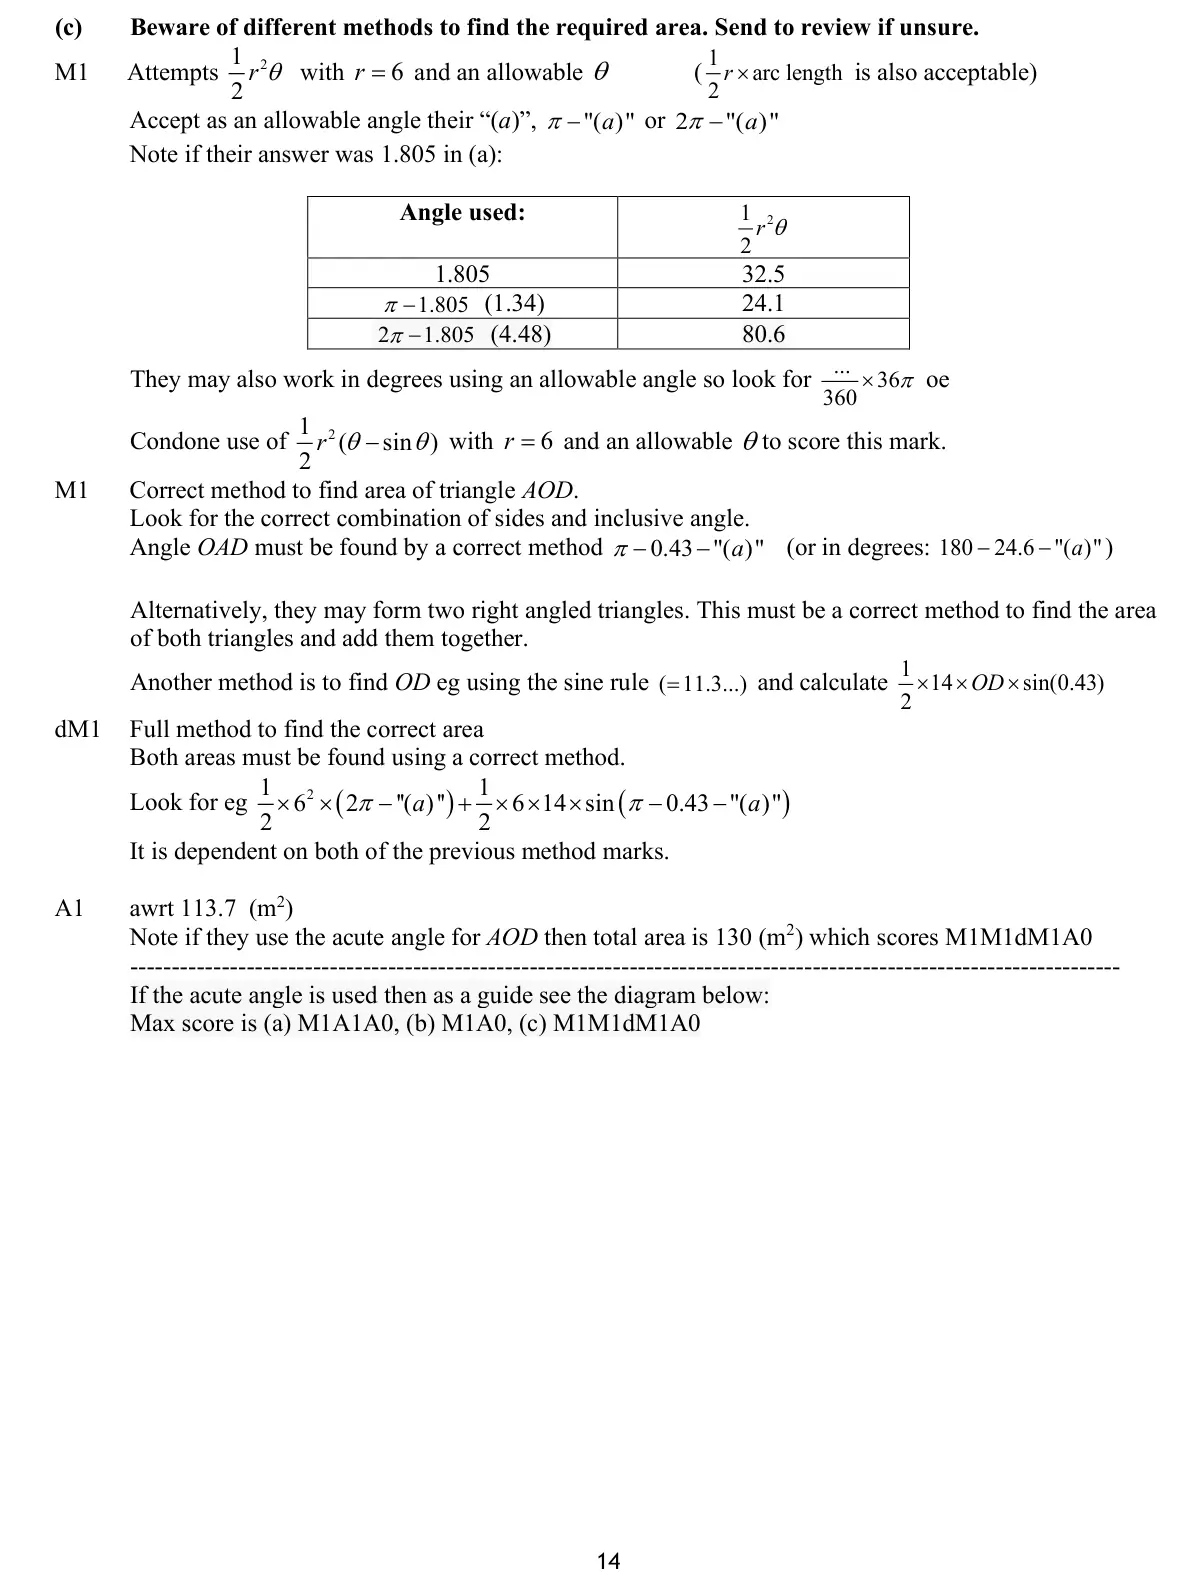 (c) Beware of different methods to find the required area. Send to review if unsure.
M1 Attempts 1/2 r²θ with r = 6 and an allowable θ (1/2 r × arc length is also acceptable)
Accept as an allowable angle their “(a)”, π − "(a)" or 2π − "(a)"
Note if their answer was 1.805 in (a):
Angle used: 1/2 r²θ
1.805 32.5
π − 1.805 (1.34) 24.1
2π − 1.805 (4.48) 80.6
They may also work in degrees using an allowable angle so look for .../360 × 36π oe
Condone use of 1/2 r²(θ − sin θ) with r = 6 and an allowable θ to score this mark.
M1 Correct method to find area of triangle AOD.
Look for the correct combination of sides and inclusive angle.
Angle OAD must be found by a correct method π − 0.43 − "(a)" (or in degrees: 180 − 24.6 − "(a)")
Alternatively, they may form two right angled triangles. This must be a correct method to find the area
of both triangles and add them together.
Another method is to find OD eg using the sine rule (=11.3...) and calculate 1/2 ×14× OD × sin(0.43)
dM1 Full method to find the correct area
Both areas must be found using a correct method.
Look for eg 1/2 × 6² × (2π − "(a)") + 1/2 × 6 × 14 × sin(π − 0.43 − "(a)")
It is dependent on both of the previous method marks.
A1 awrt 113.7 (m²)
Note if they use the acute angle for AOD then total area is 130 (m²) which scores M1M1dM1A0
------------------------------------------------------------------------------------------------------------------------
If the acute angle is used then as a guide see the diagram below:
Max score is (a) M1A1A0, (b) M1A0, (c) M1M1dM1A0
14